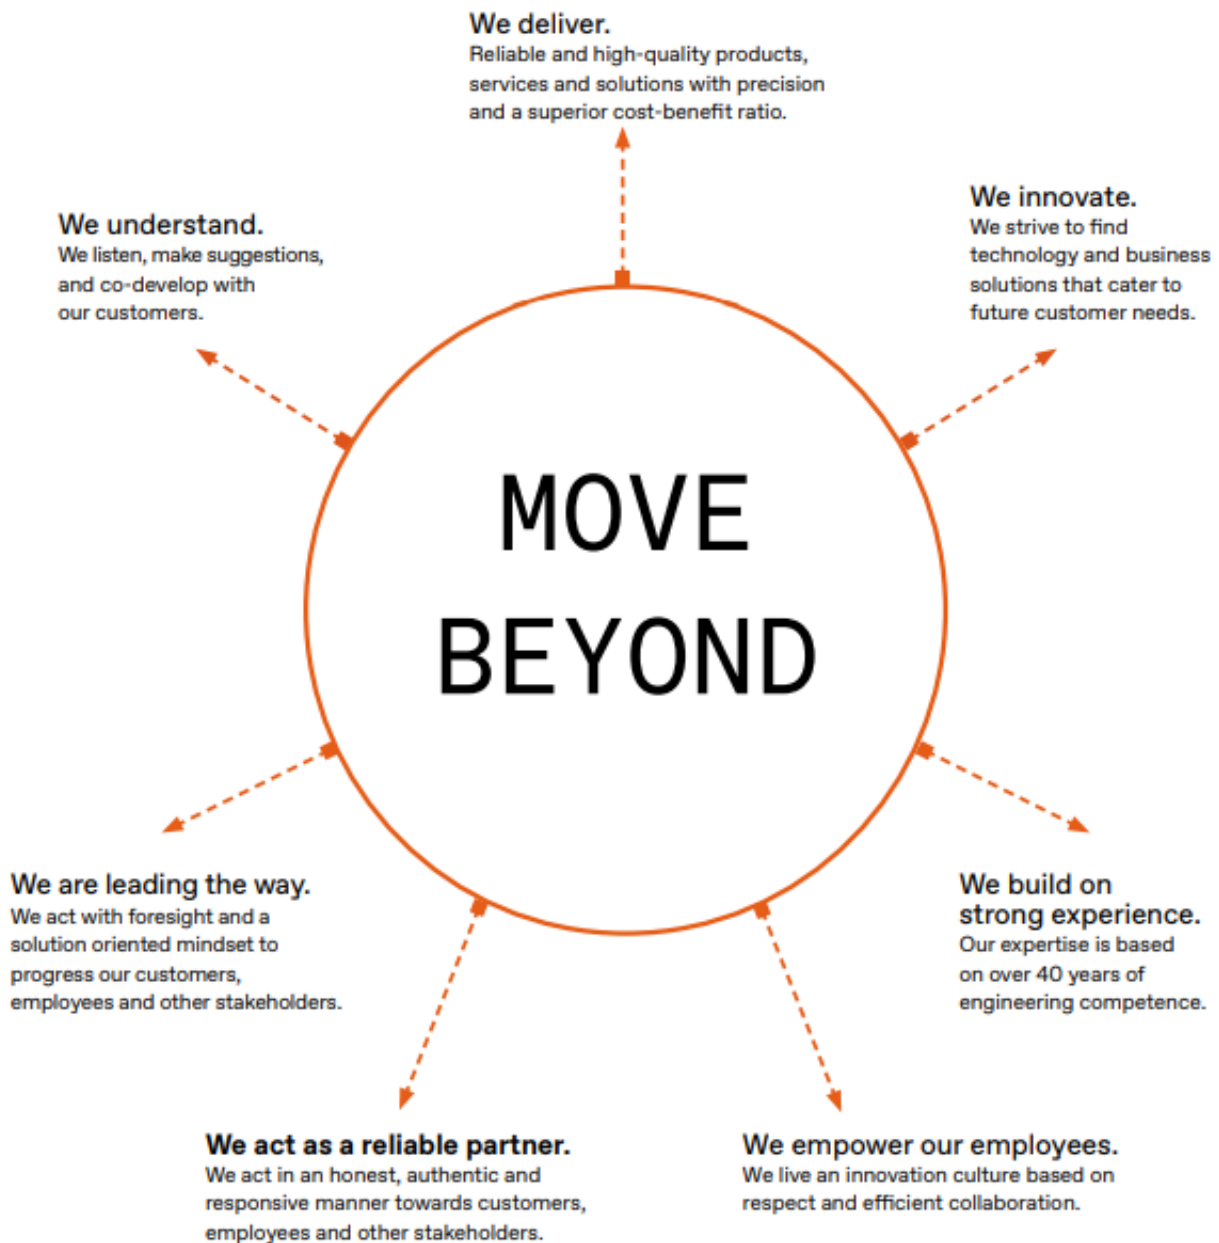 We deliver.
Reliable and high-quality products,
services and solutions with precision
and a superior cost-benefit ratio.
We innovate.
We strive to find
technology and business
solutions that cater to
future customer needs.
We understand.
We listen, make suggestions,
and co-develop with
our customers.
MOVE
BEYOND
We are leading the way.
We act with foresight and a
solution oriented mindset to
progress our customers,
employees and other stakeholders.
We build on
strong experience.
Our expertise is based
on over 40 years of
engineering competence.
We act as a reliable partner.
We act in an honest, authentic and
responsive manner towards customers,
employees and other stakeholders.
We empower our employees.
We live an innovation culture based on
respect and efficient collaboration.